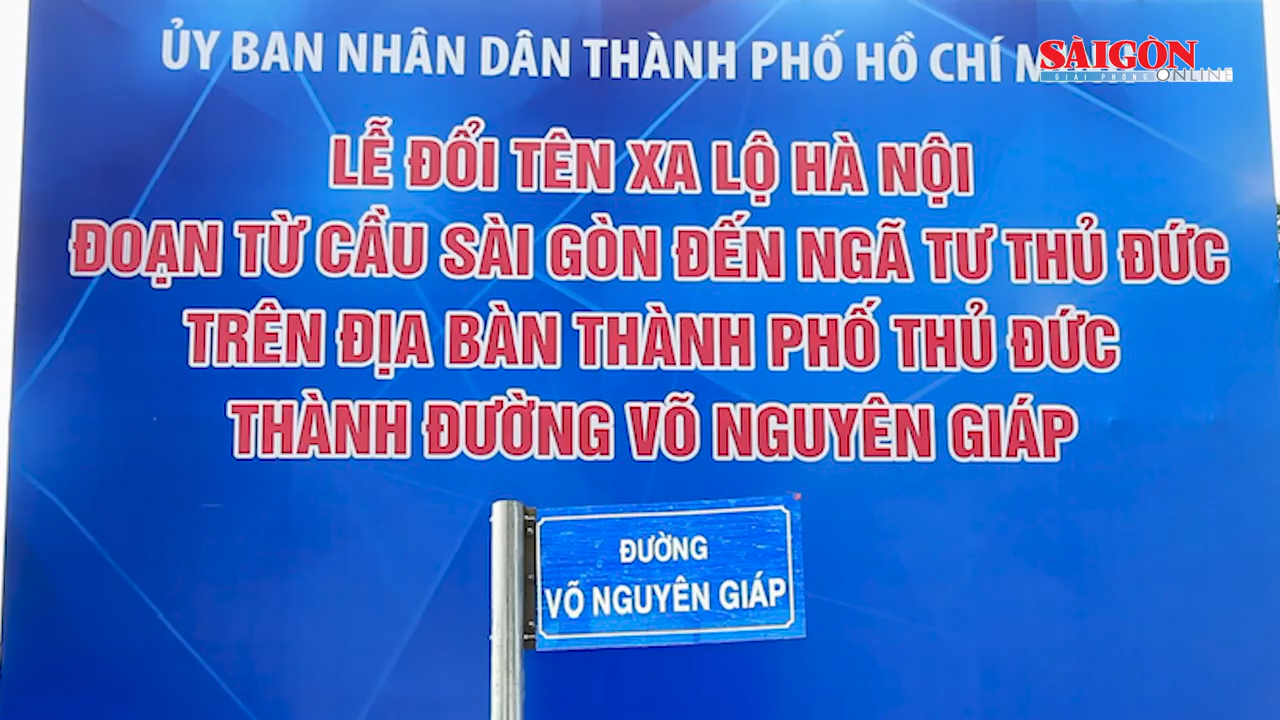 ỦY BAN NHÂN DÂN THÀNH PHỐ HỒ CHÍ
SÀIGÒN
GIẢI PHÓNG ONLINE
LỄ ĐỔI TÊN XA LỘ HÀ NỘI
ĐOẠN TỪ CẦU SÀI GÒN ĐẾN NGÃ TƯ THỦ ĐỨC
TRÊN ĐỊA BÀN THÀNH PHỐ THỦ ĐỨC
THÀNH ĐƯỜNG VÕ NGUYÊN GIÁP
ĐƯỜNG
VÕ NGUYÊN GIÁP